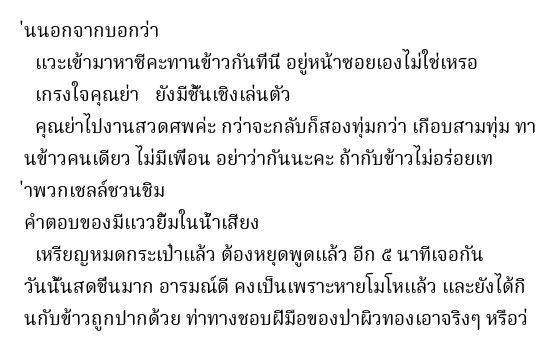 ่นนอกจากบอกว่า
แวะเข้ามาหาซีคะทานข้าวกันทีนี อยู่หน้าซอยเองไม่ใช่เหรอ
เกรงใจคุณย่า ยังมีชั้นเชิงเล่นตัว
คุณย่าไปงานสวดศพค่ะ กว่าจะกลับก็สองทุ่มกว่า เกือบสามทุ่ม ทา
นข้าวคนเดียว ไม่มีเพื่อน อย่าว่ากันนะคะ ถ้ากับข้าวไม่อร่อยเท
่าพวกเชลล์ชวนชิม
คำตอบของมีแววยิ้มในน้ำเสียง
เหรียญหมดกระเป๋าแล้ว ต้องหยุดพูดแล้ว อีก ๕ นาทีเจอกัน
วันนั้นสดชื่นมาก อารมณ์ดี คงเป็นเพราะหายโมโหแล้ว และยังได้กิ
นกับข้าวถูกปากด้วย ท่าทางชอบฝีมือของปาผิวทองเอาจริงๆ หรือว่